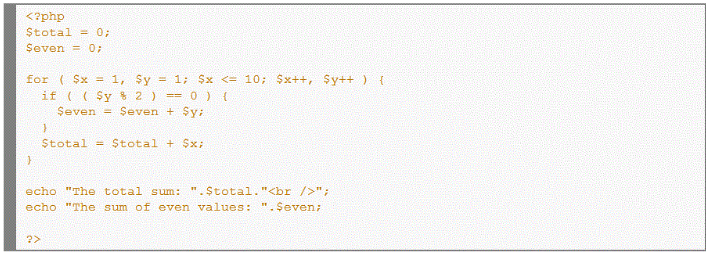 <?php
$total = 0;
$even = 0;

for ( $x = 1, $y = 1; $x <= 10; $x++, $y++ ) {
  if ( ( $y % 2 ) == 0 ) {
    $even = $even + $y;
  }
  $total = $total + $x;
}

echo "The total sum: ".$total."<br />";
echo "The sum of even values: ".$even;

?>